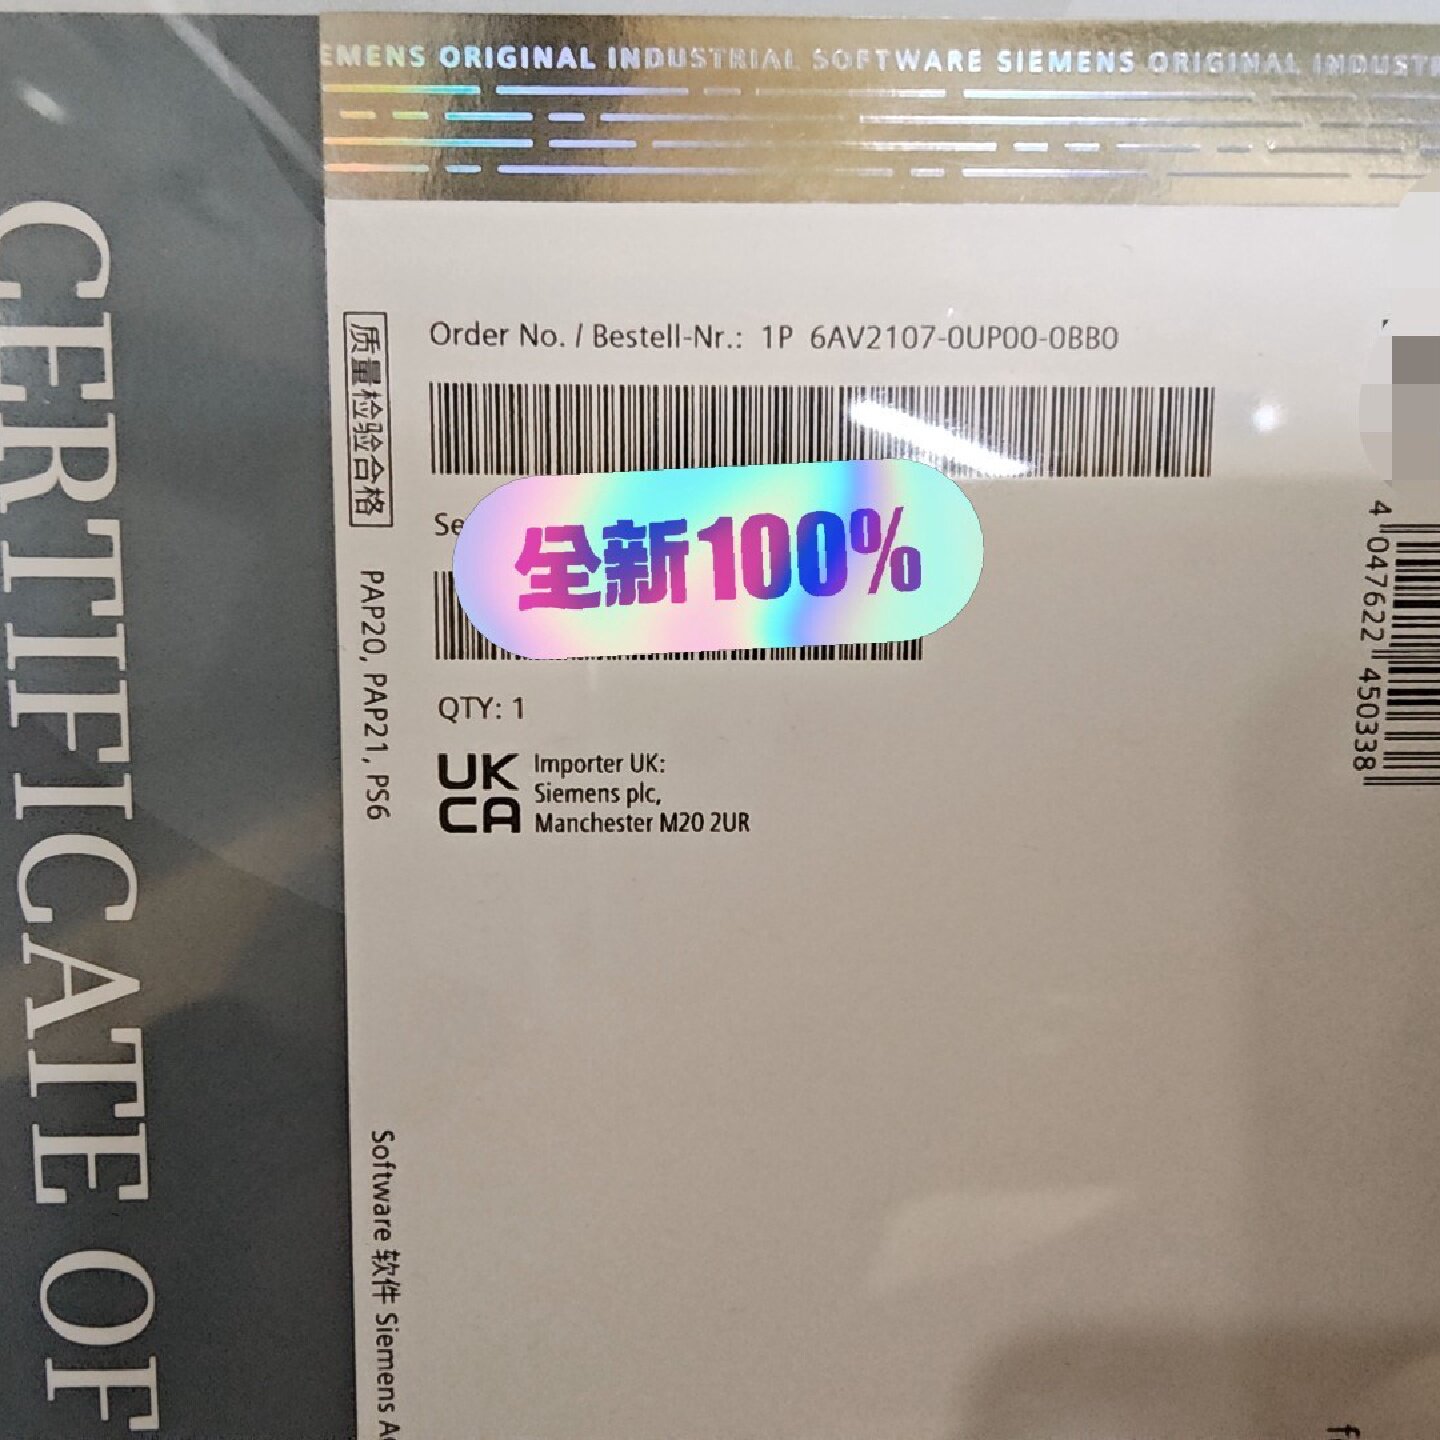 EMENS ORIGINAL INDUSTRIAL SOFTWARE SIEMENS ORIGINAL INDUSTR
CERTIFICATE OF
质量检验合格
Order No. / Bestell-Nr.: 1P 6AV2107-0UP00-0BB0
Se
全新100%
QTY: 1
UK
CA
Importer UK:
Siemens plc,
Manchester M20 2UR
PAP20, PAP21, PS6
Software 软件 Siemens A
4 047622 450338